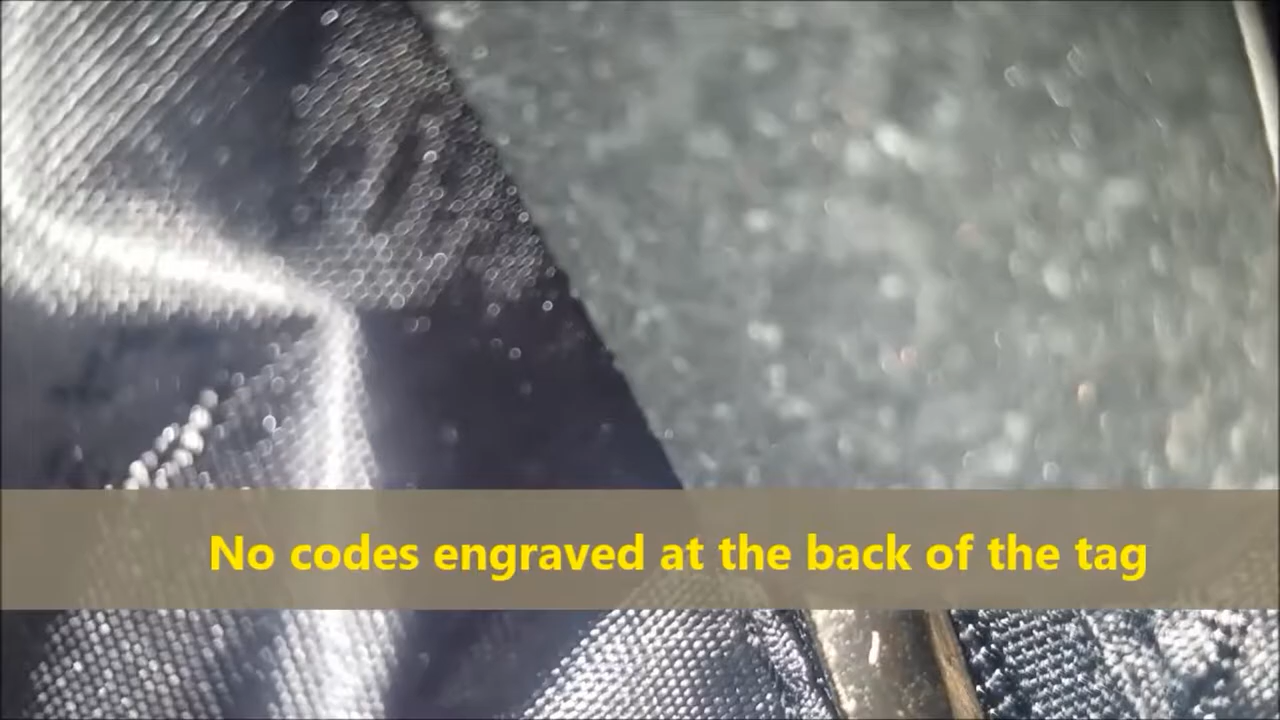 No codes engraved at the back of the tag